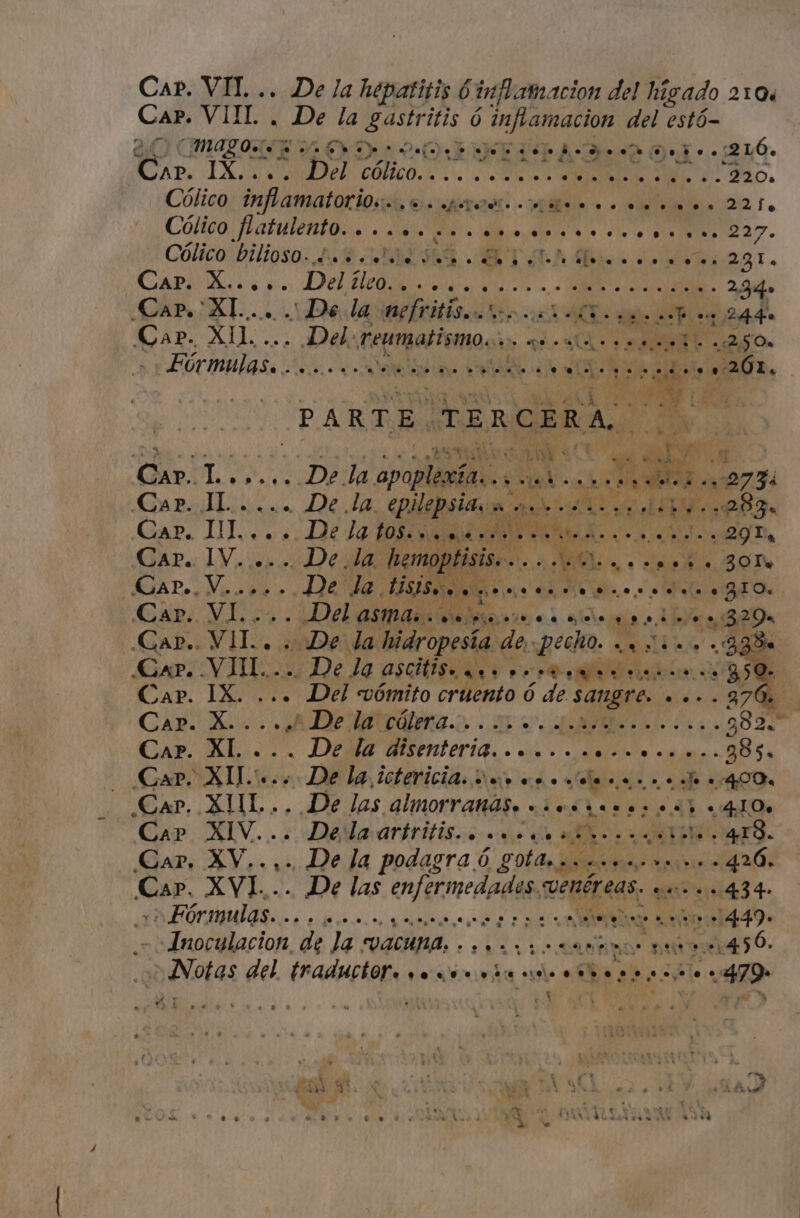 Cap. VII. .. De la hepatitis ó inflamacion del hígado 210.
Cap. VIII. . De la gastritis ó inflamacion del estó-
mago. . . . . . . . . . . . . . . . 216.
Cap. IX. . . . Del cólico. . . . . . . . . . . . . . . . 220.
Cólico inflamatorio. . . . . . . . . . . . . . . . 221.
Cólico flatulento. . . . . . . . . . . . . . . . 227.
Cólico bilioso. . . . . . . . . . . . . . . . 231.
Cap. X. . . . . Del íleo. . . . . . . . . . . . . . . . 234.
Cap. XI. . . . De la nefritis. . . . . . . . . . . . . . . . 244.
Cap. XII. ... Del reumatismo. . . . . . . . . . . . . . . . 250.
Fórmulas. . . . . . . . . . . . . . . . 261.
PARTE TERCERA.
Cap. I. . . . . . De la apoplexía. . . . . . . . . . . . . . . . 273.
Cap. II. . . . . De la epilepsia. . . . . . . . . . . . . . . . 283.
Cap. III. . . . De la tos. . . . . . . . . . . . . . . . 291.
Cap. IV. . . . . De la hemoptisis. . . . . . . . . . . . . . . . 301.
Cap. V. . . . . De la tisis. . . . . . . . . . . . . . . . 310.
Cap. VI. . . . Del asma. . . . . . . . . . . . . . . . 329.
Cap. VII. . . De la hidropesía de pecho. . . . . . . . 338.
Cap. VIII. . . De la ascitis. . . . . . . . . . . . . . . . 350.
Cap. IX. ... Del vómito cruento ó de sangre. . . . . 376.
Cap. X. . . . . De la cólera. . . . . . . . . . . . . . . . 382.
Cap. XI. . . . De la disenteria. . . . . . . . . . . . . . . . 385.
Cap. XII. . . . De la ictericia. . . . . . . . . . . . . . . . 400.
Cap. XIII. . . De las almorranas. . . . . . . . . . . . . . . . 410.
Cap XIV. . . De la artritis. . . . . . . . . . . . . . . . 418.
Cap. XV. . . . De la podagra ó gota. . . . . . . . . . . . 426.
Cap. XVI. . . De las enfermedades venéreas. . . . . . 434.
Fórmulas. . . . . . . . . . . . . . . . 449.
Inoculacion de la vacuna. . . . . . . . . . . . 456.
Notas del traductor. . . . . . . . . . . . . . . . 479.